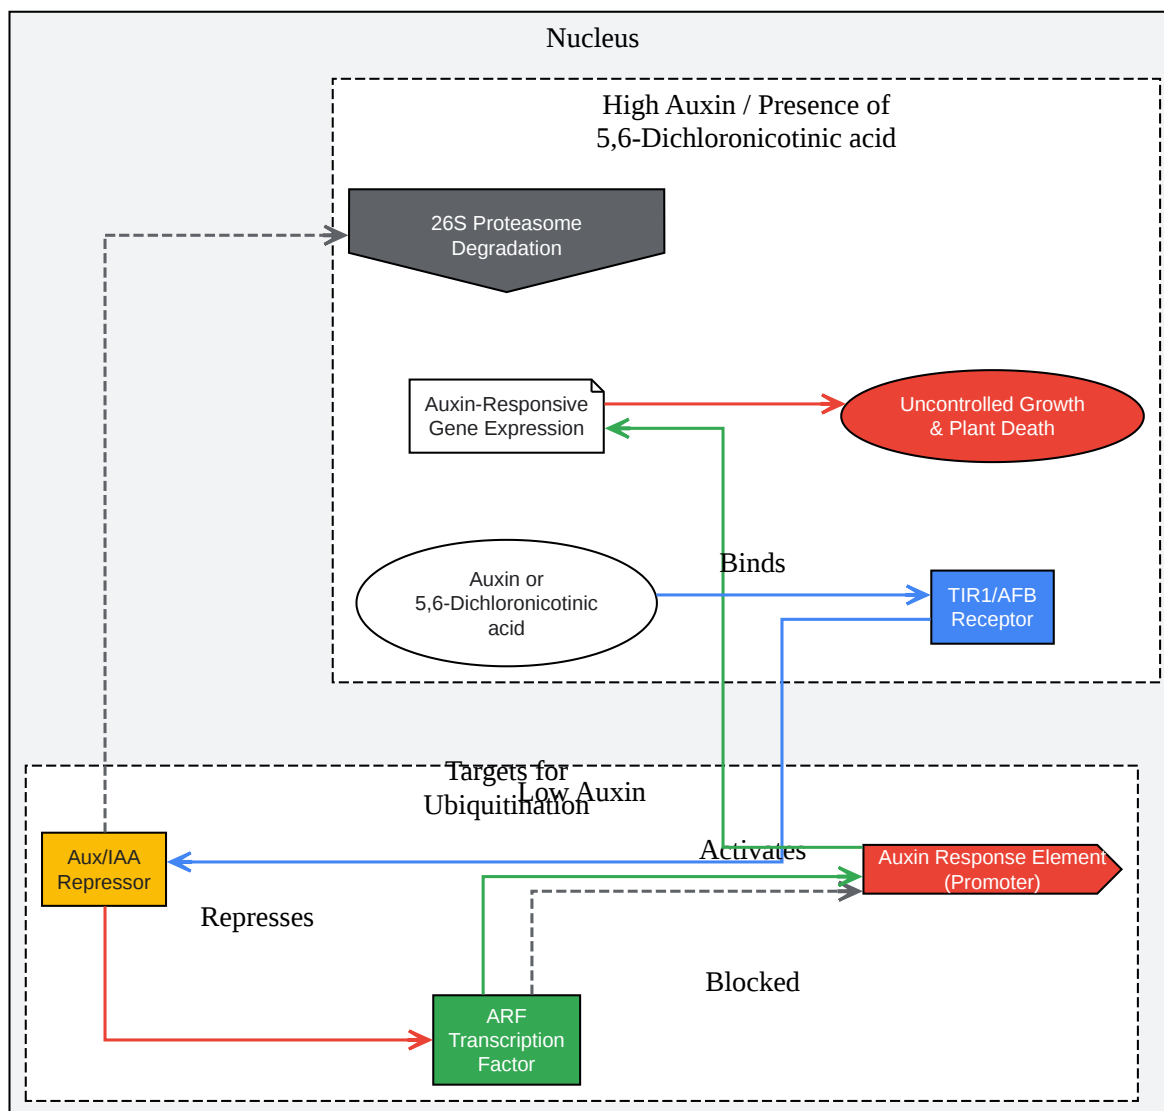 Nucleus
High Auxin / Presence of
5,6-Dichloronicotinic acid
26S Proteasome
Degradation
Auxin-Responsive
Gene Expression
Uncontrolled Growth
& Plant Death
Auxin or
5,6-Dichloronicotinic
acid
Binds
TIR1/AFB
Receptor
Targets for
Ubiquitination
Low Auxin
Aux/IAA
Repressor
Activates
Auxin Response Element
(Promoter)
Represses
Blocked
ARF
Transcription
Factor